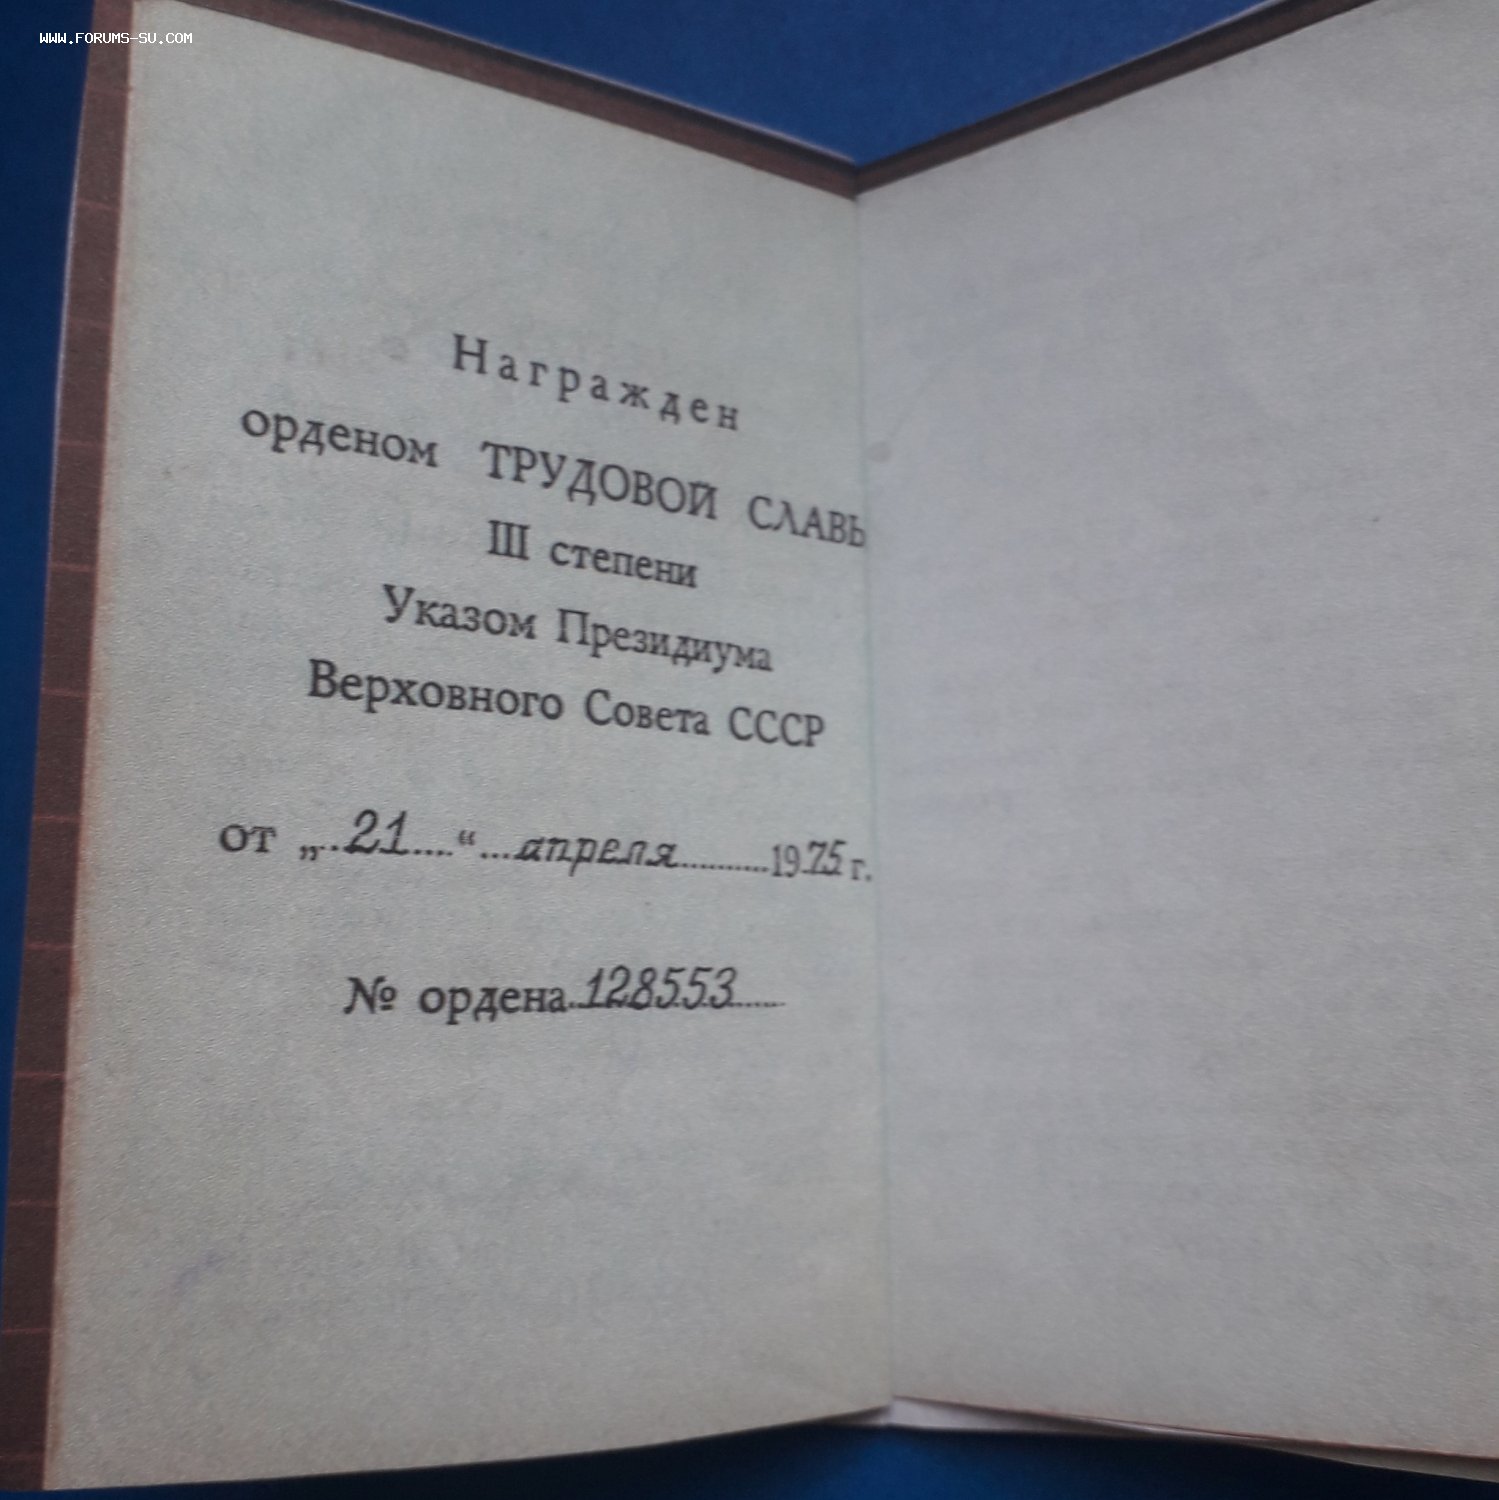 WWW.FORUMS-SU.COM
Награжден
орденом ТРУДОВОЙ СЛАВЫ
III степени
Указом Президиума
Верховного Совета СССР
от „21“ апреля 1975 г.
№ ордена 128553